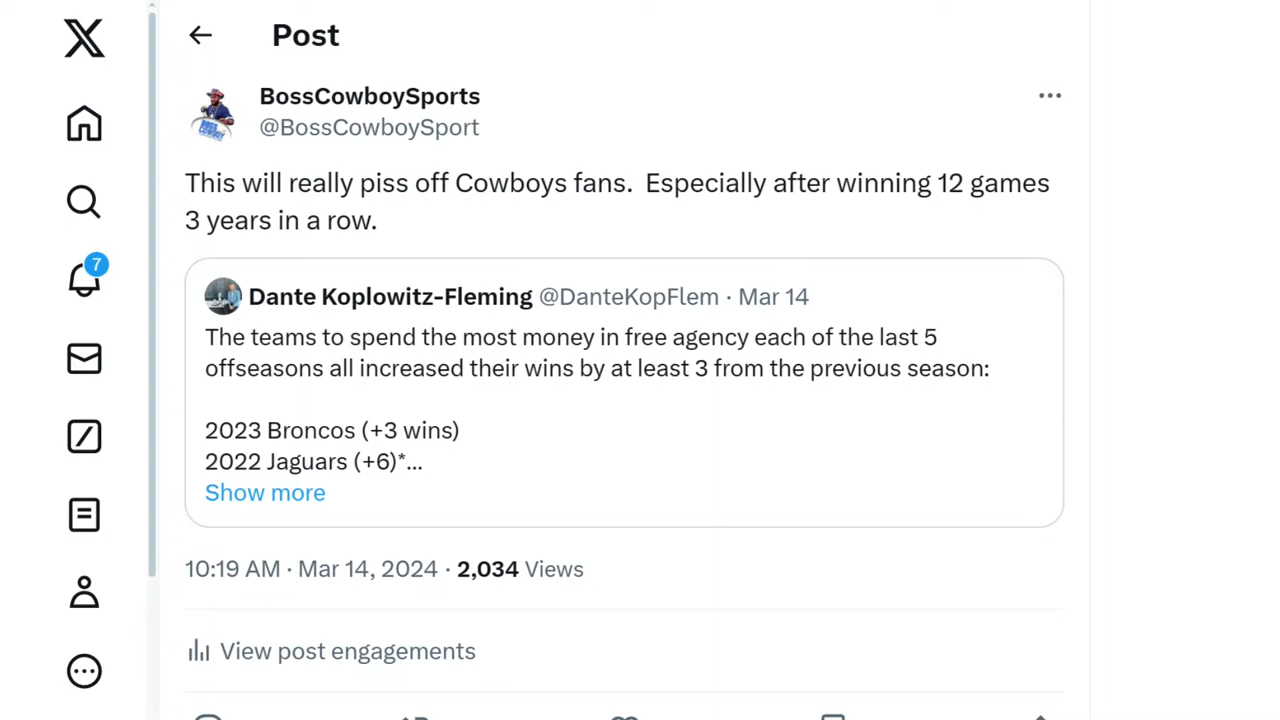 Post
BossCowboySports
@BossCowboySport
This will really piss off Cowboys fans.  Especially after winning 12 games
3 years in a row.
Dante Koplowitz-Fleming @DanteKopFlem · Mar 14
The teams to spend the most money in free agency each of the last 5
offseasons all increased their wins by at least 3 from the previous season:
2023 Broncos (+3 wins)
2022 Jaguars (+6)*...
Show more
10:19 AM · Mar 14, 2024 · 2,034 Views
View post engagements
7
BOSS
COWBOY